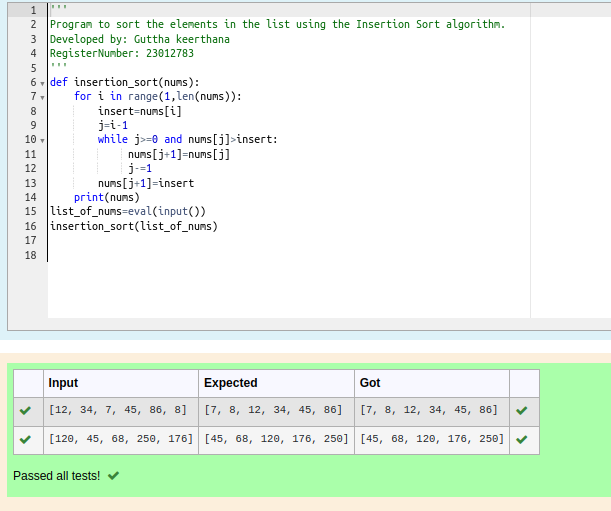 1 '''
2 Program to sort the elements in the list using the Insertion Sort algorithm.
3 Developed by: Guttha keerthana
4 RegisterNumber: 23012783
5 '''
6 def insertion_sort(nums):
7     for i in range(1,len(nums)):
8         insert=nums[i]
9         j=i-1
10         while j>=0 and nums[j]>insert:
11              nums[j+1]=nums[j]
12              j-=1
13         nums[j+1]=insert
14     print(nums)
15 list_of_nums=eval(input())
16 insertion_sort(list_of_nums)
17
18
Input Expected Got
[12, 34, 7, 45, 86, 8] [7, 8, 12, 34, 45, 86] [7, 8, 12, 34, 45, 86]
[120, 45, 68, 250, 176] [45, 68, 120, 176, 250] [45, 68, 120, 176, 250]
Passed all tests!